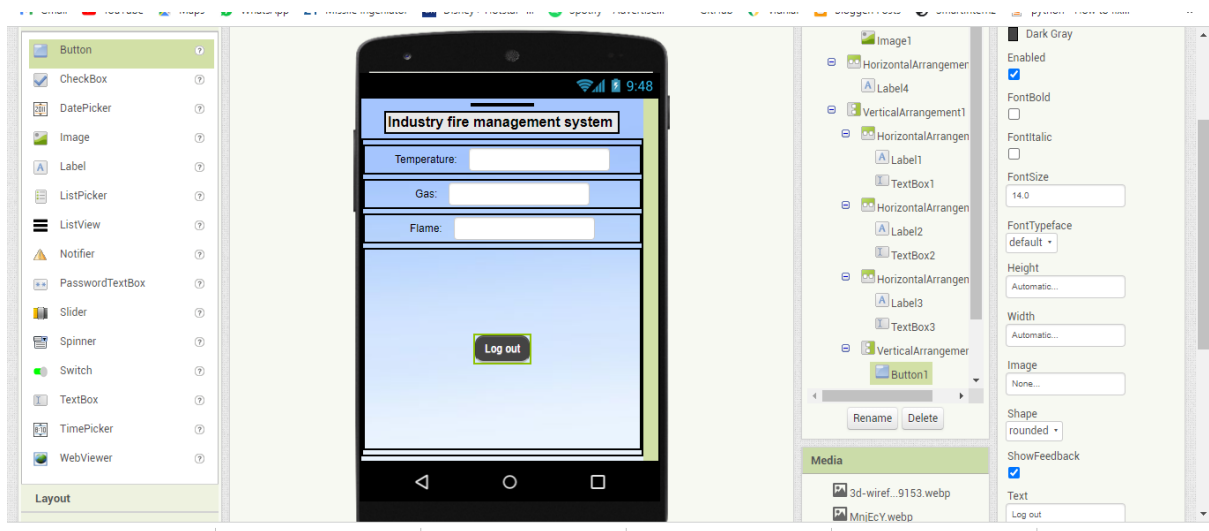 Button
CheckBox
DatePicker
Image
Label
ListPicker
ListView
Notifier
PasswordTextBox
Slider
Spinner
Switch
TextBox
TimePicker
WebViewer
Layout
9:48
Industry fire management system
Temperature:
Gas:
Flame:
Log out
Image1
HorizontalArrangemen
Label4
VerticalArrangement1
HorizontalArrangen
Label1
TextBox1
HorizontalArrangen
Label2
TextBox2
HorizontalArrangen
Label3
TextBox3
VerticalArrangemer
Button1
Rename Delete
Media
3d-wiref...9153.webp
MnjEcY.webp
Dark Gray
Enabled
FontBold
FontItalic
FontSize
14.0
FontTypeface
default
Height
Automatic...
Width
Automatic...
Image
None...
Shape
rounded
ShowFeedback
Text
Log out